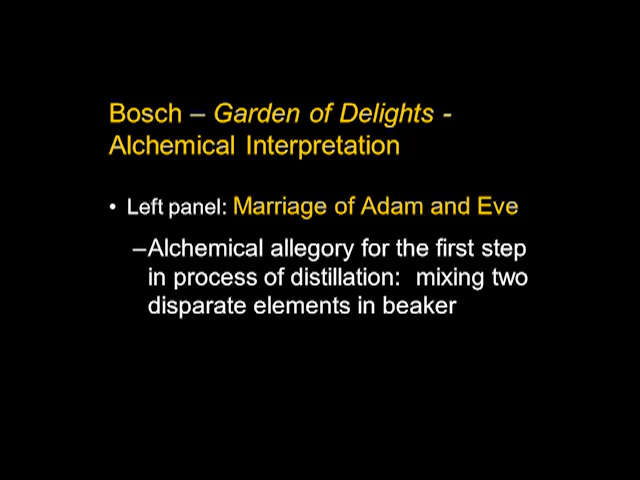 Bosch – Garden of Delights -
Alchemical Interpretation
• Left panel: Marriage of Adam and Eve
–Alchemical allegory for the first step
in process of distillation: mixing two
disparate elements in beaker